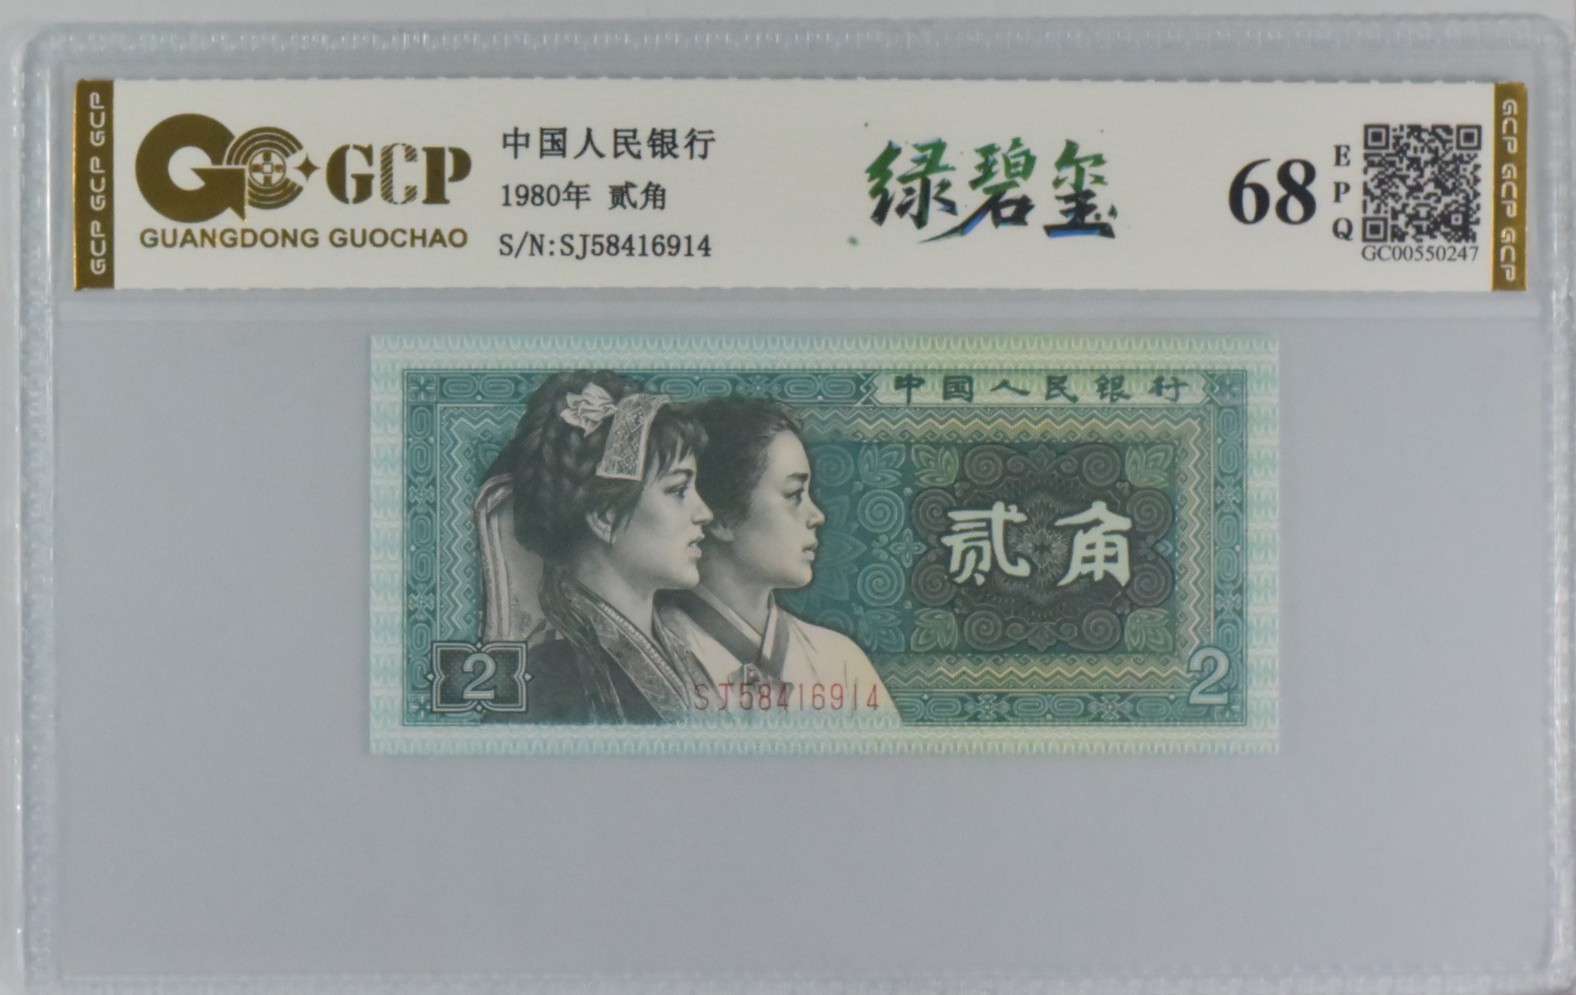 GCP GCP GCP
GCP
GUANGDONG GUOCHAO
中国人民银行
1980年 贰角
S/N:SJ58416914
绿碧玺
68
EPQ
GC00550247
GCP GCP GCP
中国人民银行
贰角
2
SJ58416914
2